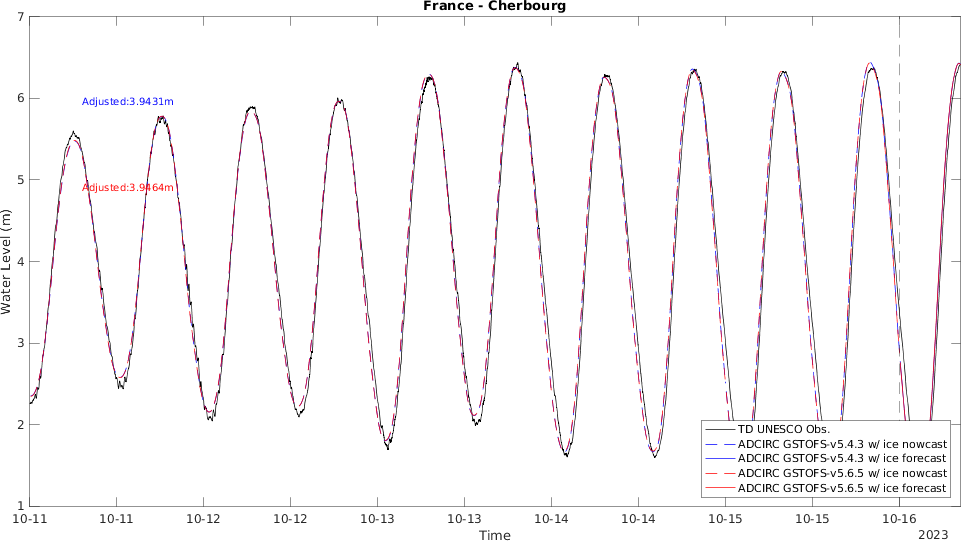 France - Cherbourg
7
6
5
4
3
2
1
Water Level (m)
Adjusted:3.9431m
Adjusted:3.9464m
TD UNESCO Obs.
ADCIRC GSTOFS-v5.4.3 w/ ice nowcast
ADCIRC GSTOFS-v5.4.3 w/ ice forecast
ADCIRC GSTOFS-v5.6.5 w/ ice nowcast
ADCIRC GSTOFS-v5.6.5 w/ ice forecast
10-11 10-11 10-12 10-12 10-13 10-13 10-14 10-14 10-15 10-15 10-16
Time
2023